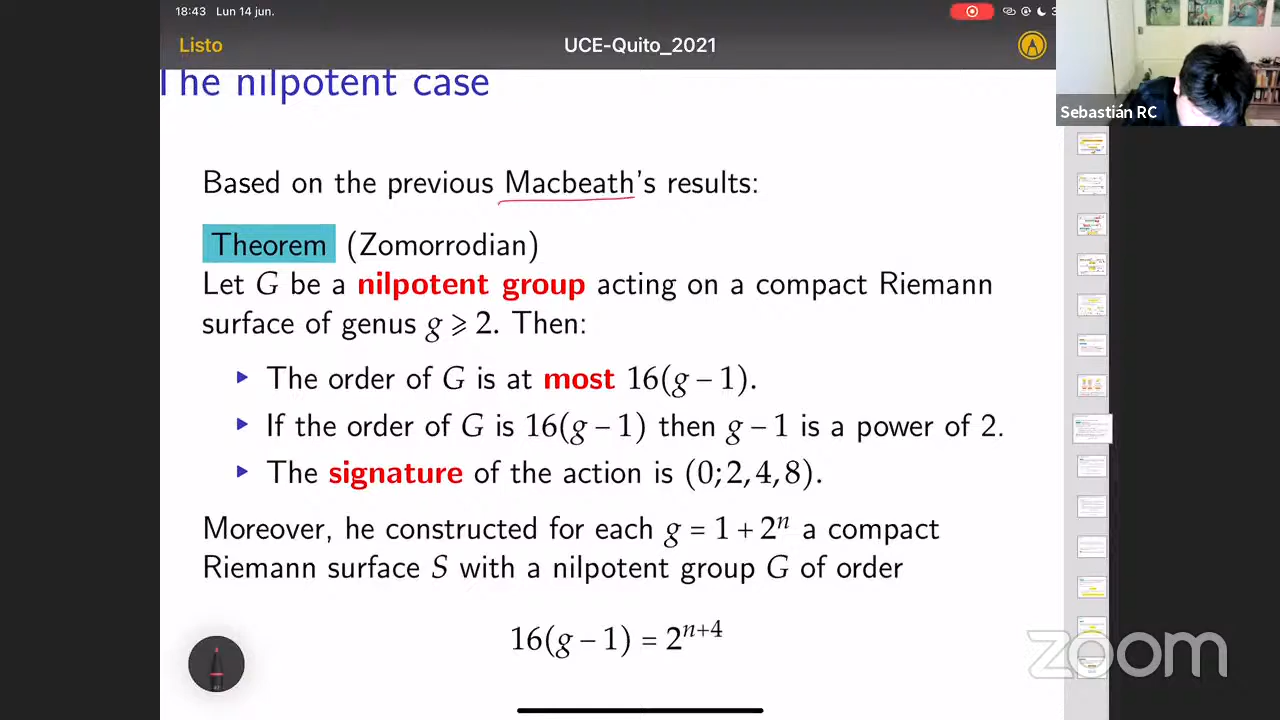 18:43 Lun 14 jun.
Listo
UCE-Quito_2021
The nilpotent case
Sebastián RC
Based on the previous Macbeath's results:
Theorem (Zomorrodian)
Let G be a nilpotent group acting on a compact Riemann
surface of genus g ⩾ 2. Then:
▸ The order of G is at most 16(g − 1).
▸ If the order of G is 16(g − 1) then g − 1 is a power of 2.
▸ The signature of the action is (0; 2, 4, 8).
Moreover, he constructed for each g = 1 + 2ⁿ a compact
Riemann surface S with a nilpotent group G of order
16(g − 1) = 2ⁿ⁺⁴
zoom